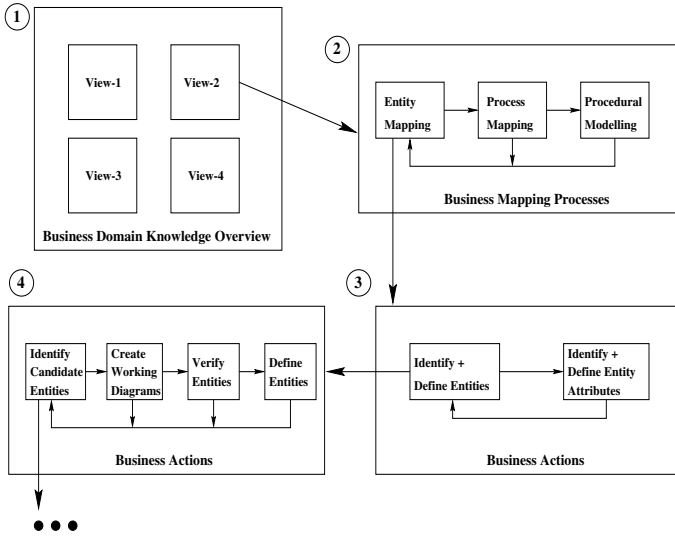 1
View-1
View-2
View-3
View-4
Business Domain Knowledge Overview
2
Entity
Mapping
Process
Mapping
Procedural
Modelling
Business Mapping Processes
3
Identify +
Define Entities
Identify +
Define Entity
Attributes
Business Actions
4
Identify
Candidate
Entities
Create
Working
Diagrams
Verify
Entities
Define
Entities
Business Actions